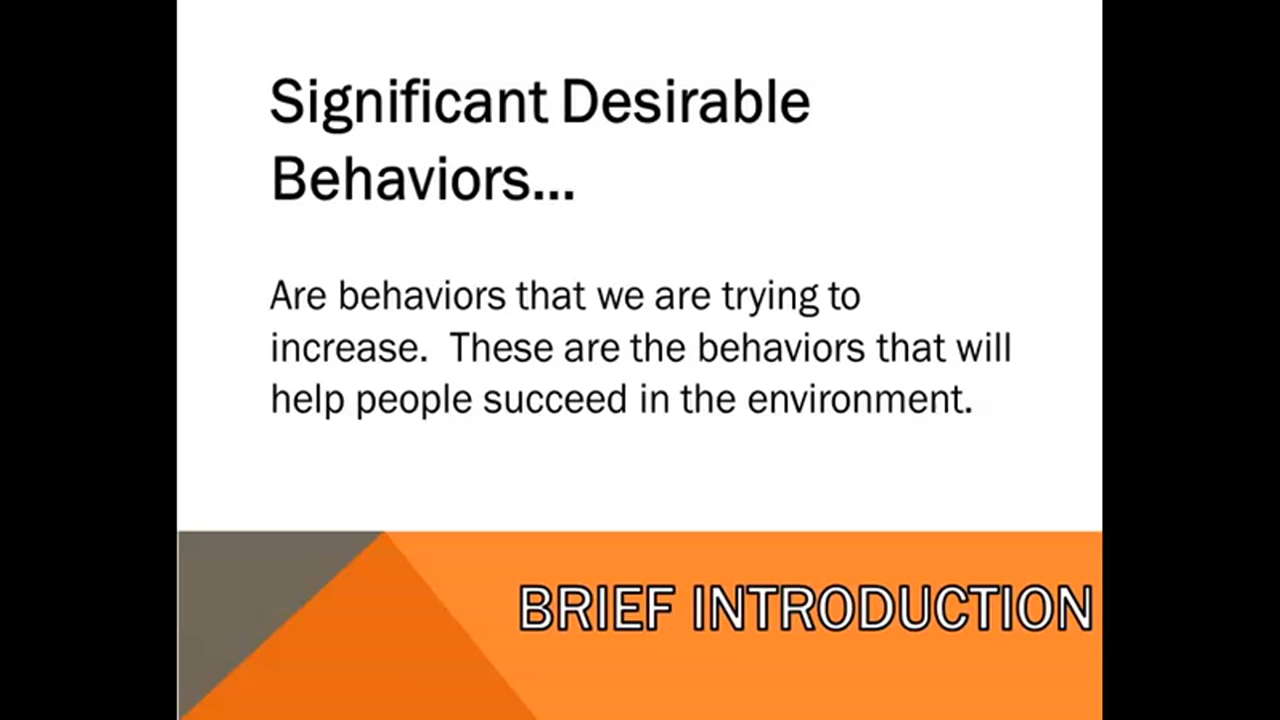 Significant Desirable
Behaviors...
Are behaviors that we are trying to
increase.  These are the behaviors that will
help people succeed in the environment.
BRIEF INTRODUCTION